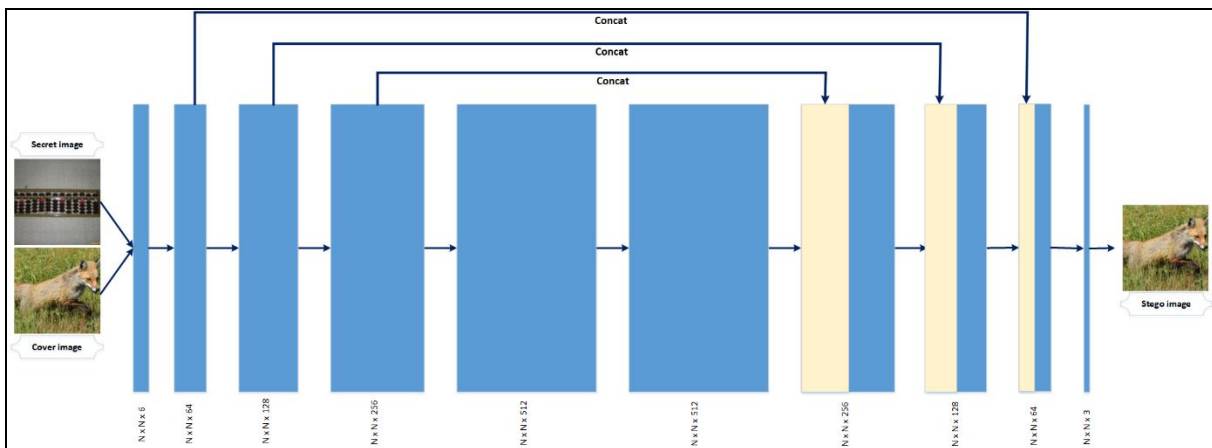 Concat
Concat
Concat
Secret image
Cover image
Stego image
N x N x 6
N x N x 64
N x N x 128
N x N x 256
N x N x 512
N x N x 512
N x N x 256
N x N x 128
N x N x 64
N x N x 3